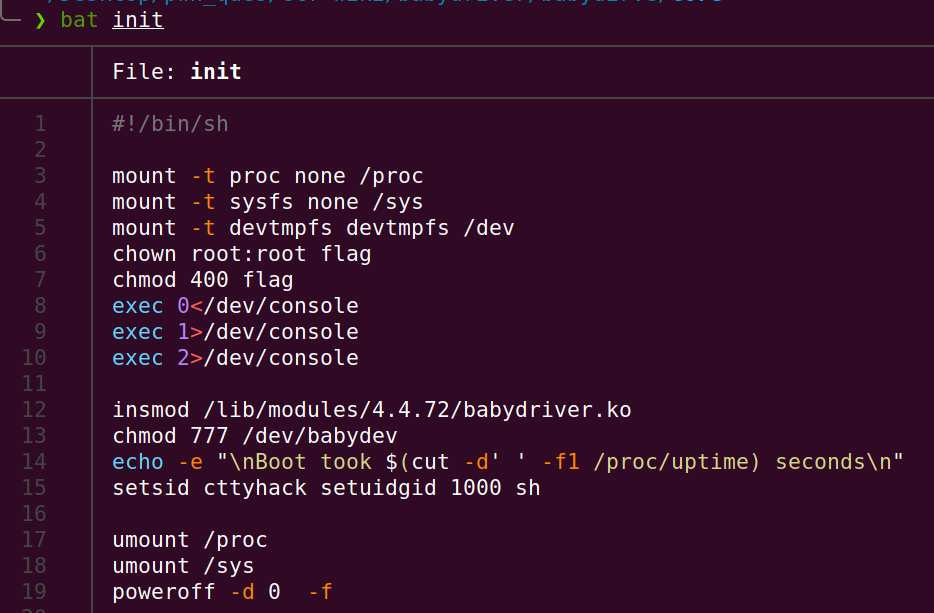 ❯ bat init
File: init
1 #!/bin/sh
2
3 mount -t proc none /proc
4 mount -t sysfs none /sys
5 mount -t devtmpfs devtmpfs /dev
6 chown root:root flag
7 chmod 400 flag
8 exec 0</dev/console
9 exec 1>/dev/console
10 exec 2>/dev/console
11
12 insmod /lib/modules/4.4.72/babydriver.ko
13 chmod 777 /dev/babydev
14 echo -e "\nBoot took $(cut -d' ' -f1 /proc/uptime) seconds\n"
15 setsid cttyhack setuidgid 1000 sh
16
17 umount /proc
18 umount /sys
19 poweroff -d 0  -f